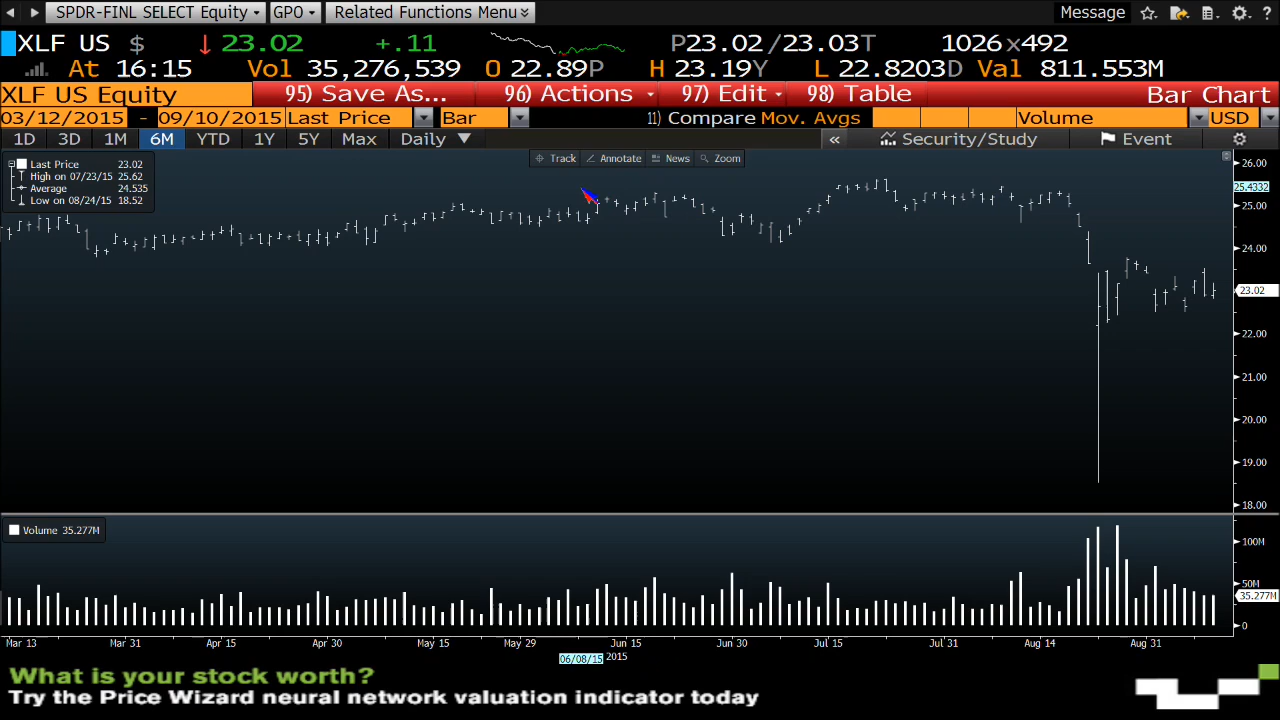 SPDR-FINL SELECT Equity GPO Related Functions Menu Message ?
XLF US $ ↓ 23.02 +.11 P23.02/23.03T 1026x492
At 16:15 Vol 35,276,539 O 22.89P H 23.19Y L 22.8203D Val 811.553M
XLF US Equity 95) Save As... 96) Actions 97) Edit 98) Table Bar Chart
03/12/2015 - 09/10/2015 Last Price Bar 11) Compare Mov. Avgs Volume USD
1D 3D 1M 6M YTD 1Y 5Y Max Daily ▼ « Security/Study Event
Track Annotate News Zoom
Last Price 23.02
High on 07/23/15 25.62
Average 24.535
Low on 08/24/15 18.52
26.00
25.4332
25.00
24.00
23.02
22.00
21.00
20.00
19.00
18.00
Volume 35.277M
100M
50M
35.277M
0
Mar 13 Mar 31 Apr 15 Apr 30 May 15 May 29 Jun 15 Jun 30 Jul 15 Jul 31 Aug 14 Aug 31
06/08/15 2015
What is your stock worth?
Try the Price Wizard neural network valuation indicator today